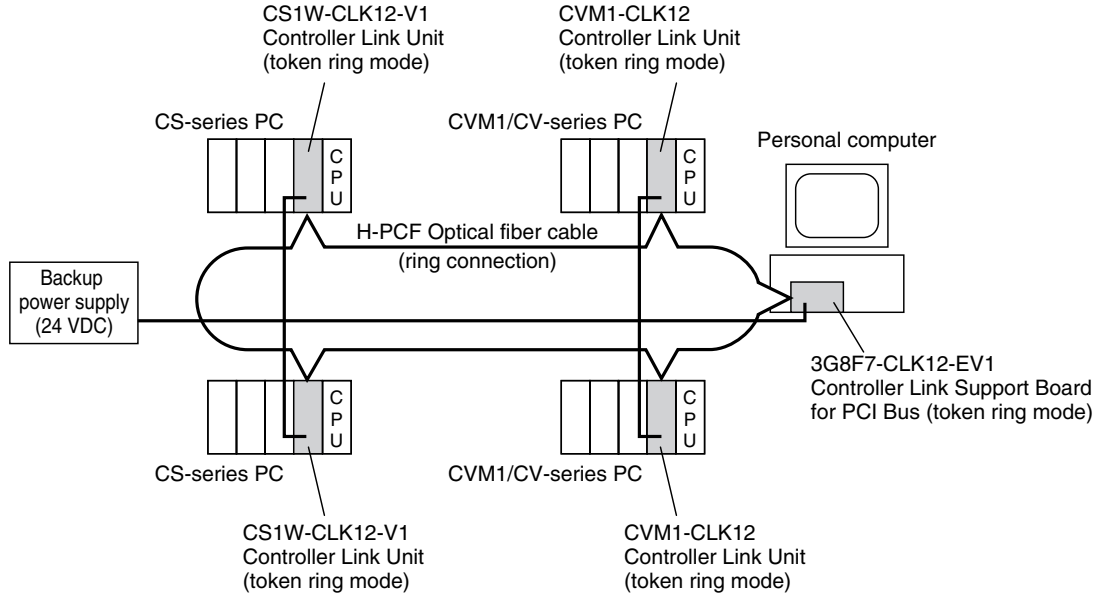 CS1W-CLK12-V1
Controller Link Unit
(token ring mode)
CVM1-CLK12
Controller Link Unit
(token ring mode)
CS-series PC
CVM1/CV-series PC
Personal computer
C
P
U
C
P
U
H-PCF Optical fiber cable
(ring connection)
Backup
power supply
(24 VDC)
3G8F7-CLK12-EV1
Controller Link Support Board
for PCI Bus (token ring mode)
C
P
U
C
P
U
CS-series PC
CVM1/CV-series PC
CS1W-CLK12-V1
Controller Link Unit
(token ring mode)
CVM1-CLK12
Controller Link Unit
(token ring mode)